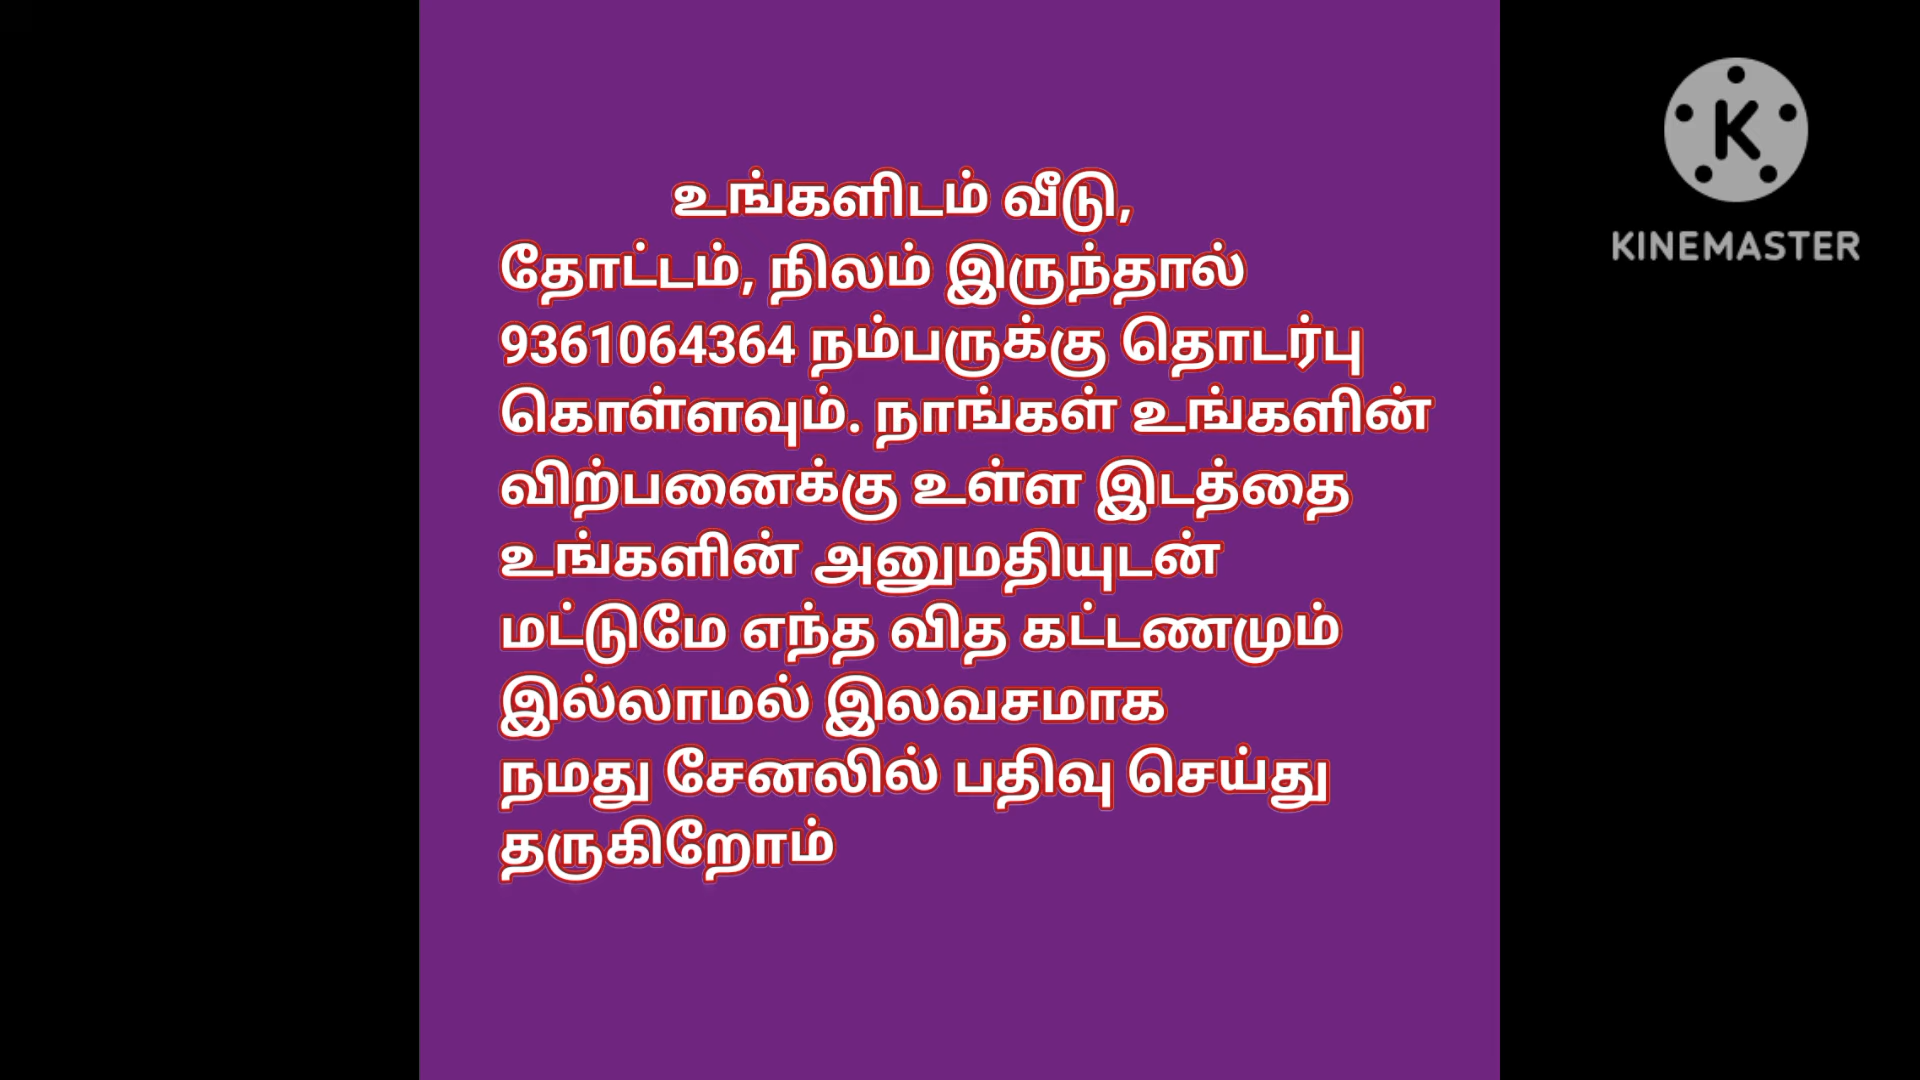 உங்களிடம் வீடு,
தோட்டம், நிலம் இருந்தால்
9361064364 நம்பருக்கு தொடர்பு
கொள்ளவும். நாங்கள் உங்களின்
விற்பனைக்கு உள்ள இடத்தை
உங்களின் அனுமதியுடன்
மட்டுமே எந்த வித கட்டணமும்
இல்லாமல் இலவசமாக
நமது சேனலில் பதிவு செய்து
தருகிறோம்
K
KINEMASTER